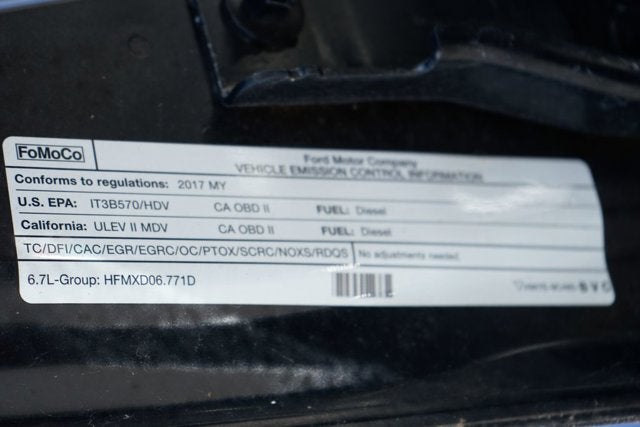 FoMoCo
Ford Motor Company
VEHICLE EMISSION CONTROL INFORMATION
Conforms to regulations: 2017 MY
U.S. EPA: IT3B570/HDV CA OBD II FUEL: Diesel
California: ULEV II MDV CA OBD II FUEL: Diesel
TC/DFI/CAC/EGR/EGRC/OC/PTOX/SCRC/NOXS/RDQS No adjustments needed.
6.7L-Group: HFMXD06.771D